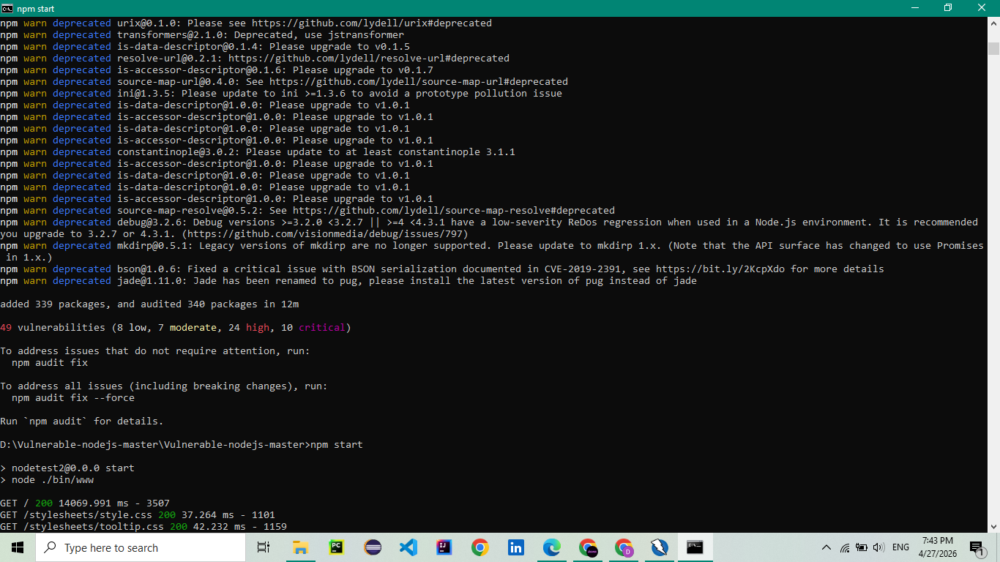 npm start
npm warn deprecated urix@0.1.0: Please see https://github.com/lydell/urix#deprecated
npm warn deprecated transformers@2.1.0: Deprecated, use jstransformer
npm warn deprecated is-data-descriptor@0.1.4: Please upgrade to v0.1.5
npm warn deprecated resolve-url@0.2.1: https://github.com/lydell/resolve-url#deprecated
npm warn deprecated is-accessor-descriptor@0.1.6: Please upgrade to v0.1.7
npm warn deprecated source-map-url@0.4.0: See https://github.com/lydell/source-map-url#deprecated
npm warn deprecated ini@1.3.5: Please update to ini >=1.3.6 to avoid a prototype pollution issue
npm warn deprecated is-data-descriptor@1.0.0: Please upgrade to v1.0.1
npm warn deprecated is-accessor-descriptor@1.0.0: Please upgrade to v1.0.1
npm warn deprecated is-data-descriptor@1.0.0: Please upgrade to v1.0.1
npm warn deprecated is-accessor-descriptor@1.0.0: Please upgrade to v1.0.1
npm warn deprecated constantinople@3.0.2: Please update to at least constantinople 3.1.1
npm warn deprecated is-accessor-descriptor@1.0.0: Please upgrade to v1.0.1
npm warn deprecated is-data-descriptor@1.0.0: Please upgrade to v1.0.1
npm warn deprecated is-data-descriptor@1.0.0: Please upgrade to v1.0.1
npm warn deprecated is-accessor-descriptor@1.0.0: Please upgrade to v1.0.1
npm warn deprecated source-map-resolve@0.5.2: See https://github.com/lydell/source-map-resolve#deprecated
npm warn deprecated debug@3.2.6: Debug versions >=3.2.0 <3.2.7 || >=4 <4.3.1 have a low-severity ReDos regression when used in a Node.js environment. It is recommended
you upgrade to 3.2.7 or 4.3.1. (https://github.com/visionmedia/debug/issues/797)
npm warn deprecated mkdirp@0.5.1: Legacy versions of mkdirp are no longer supported. Please update to mkdirp 1.x. (Note that the API surface has changed to use Promises
in 1.x.)
npm warn deprecated bson@1.0.6: Fixed a critical issue with BSON serialization documented in CVE-2019-2391, see https://bit.ly/2KcpXdo for more details
npm warn deprecated jade@1.11.0: Jade has been renamed to pug, please install the latest version of pug instead of jade
added 339 packages, and audited 340 packages in 12m
49 vulnerabilities (8 low, 7 moderate, 24 high, 10 critical)
To address issues that do not require attention, run:
npm audit fix
To address all issues (including breaking changes), run:
npm audit fix --force
Run `npm audit` for details.
D:\Vulnerable-nodejs-master\Vulnerable-nodejs-master>npm start
> nodetest2@0.0.0 start
> node ./bin/www
GET / 200 14069.991 ms - 3507
GET /stylesheets/style.css 200 37.264 ms - 1101
GET /stylesheets/tooltip.css 200 42.232 ms - 1159
Type here to search
PC
IJ
in
D
ENG
7:43 PM
4/27/2026
1